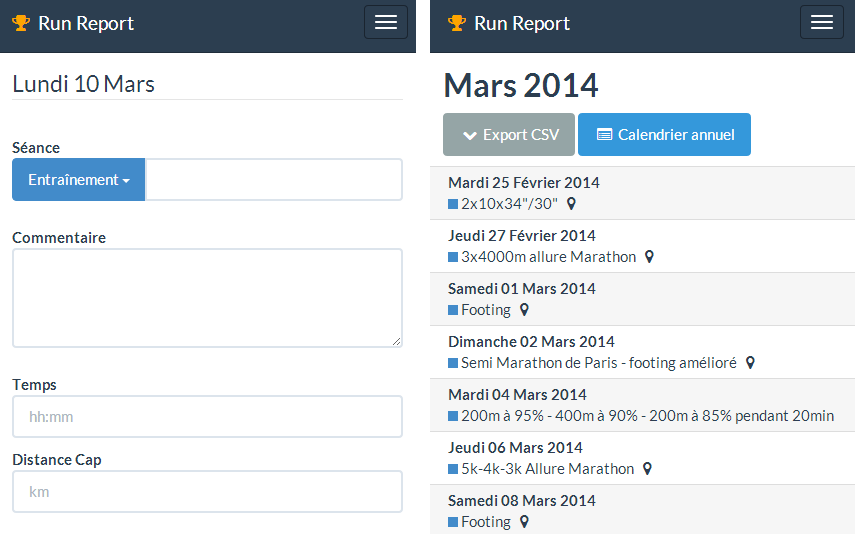 Run Report
Lundi 10 Mars
Séance
Entraînement
Commentaire
Temps
hh:mm
Distance Cap
km
Run Report
Mars 2014
Export CSV
Calendrier annuel
Mardi 25 Février 2014
2x10x34"/30"
Jeudi 27 Février 2014
3x4000m allure Marathon
Samedi 01 Mars 2014
Footing
Dimanche 02 Mars 2014
Semi Marathon de Paris - footing amélioré
Mardi 04 Mars 2014
200m à 95% - 400m à 90% - 200m à 85% pendant 20min
Jeudi 06 Mars 2014
5k-4k-3k Allure Marathon
Samedi 08 Mars 2014
Footing